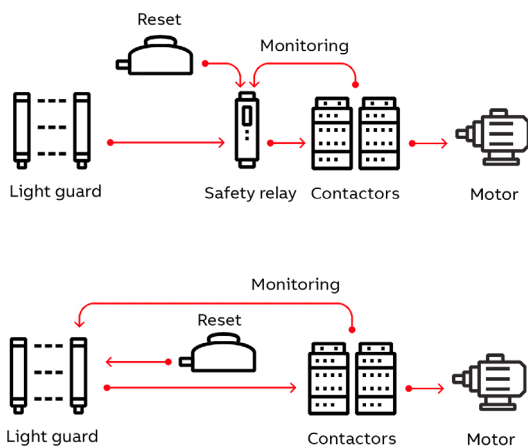 Reset
Monitoring
Light guard
Safety relay
Contactors
Motor
Monitoring
Reset
Light guard
Contactors
Motor